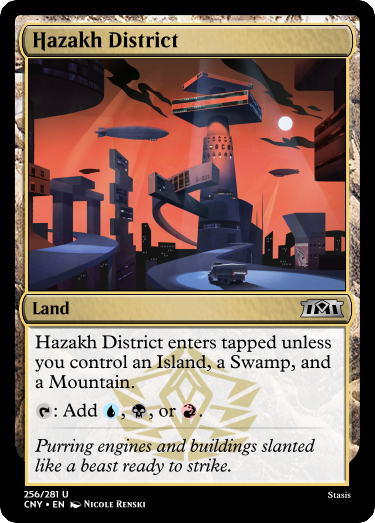 Hazakh District
Land
Hazakh District enters tapped unless
you control an Island, a Swamp, and
a Mountain.
: Add , , or .
Purring engines and buildings slanted
like a beast ready to strike.
256/281 U
Stasis
CNY • EN Nicole Renski